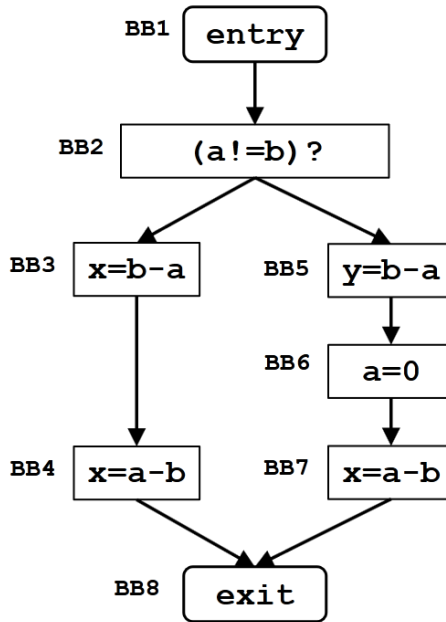 BB1 entry
BB2 (a!=b)?
BB3 x=b-a BB5 y=b-a
BB6 a=0
BB4 x=a-b BB7 x=a-b
BB8 exit